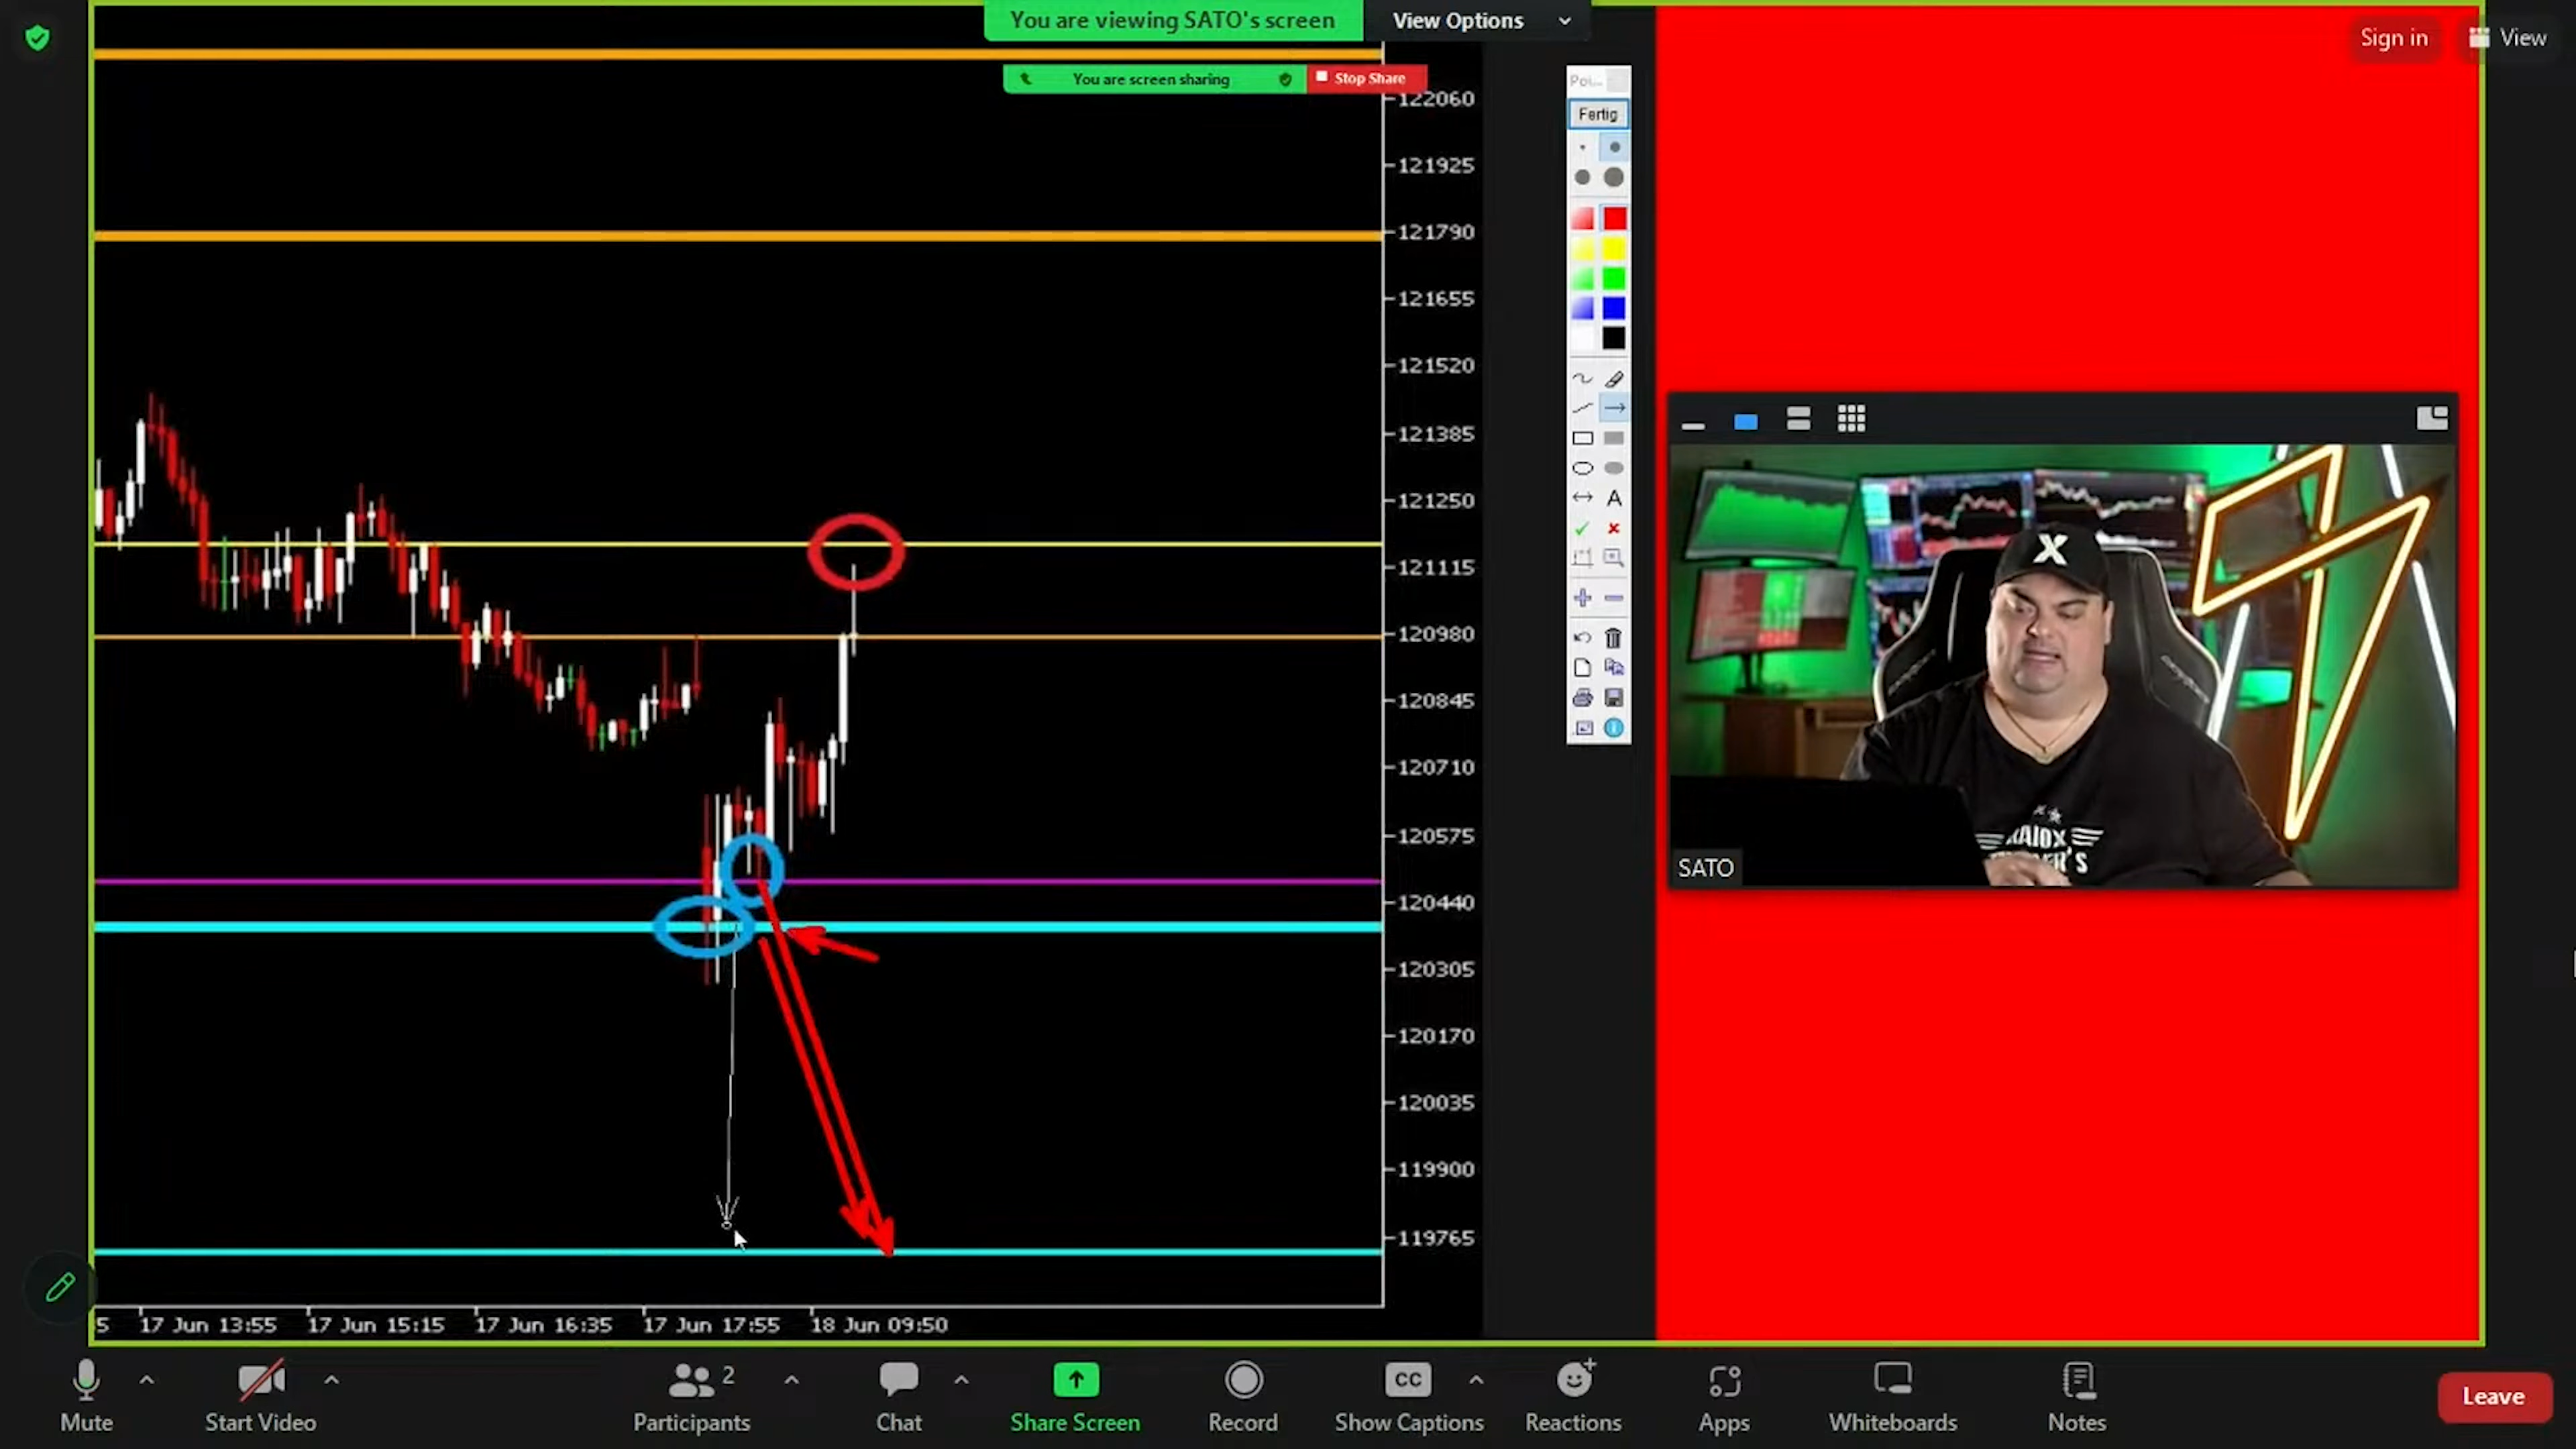 You are viewing SATO's screen
View Options
Sign in
View
You are screen sharing
Stop Share
Poi...
Fertig
A
122060
121925
121790
121655
121520
121385
121250
121115
120980
120845
120710
120575
120440
120305
120170
120035
119900
119765
5
17 Jun 13:55
17 Jun 15:15
17 Jun 16:35
17 Jun 17:55
18 Jun 09:50
X
SATO
Mute
Start Video
Participants
2
Chat
Share Screen
Record
CC
Show Captions
Reactions
Apps
Whiteboards
Notes
Leave